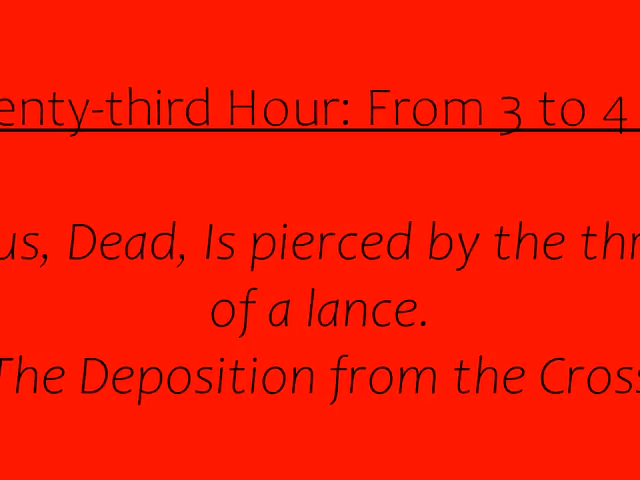 enty-third Hour: From 3 to 4
us, Dead, Is pierced by the thr
of a lance.
The Deposition from the Cross